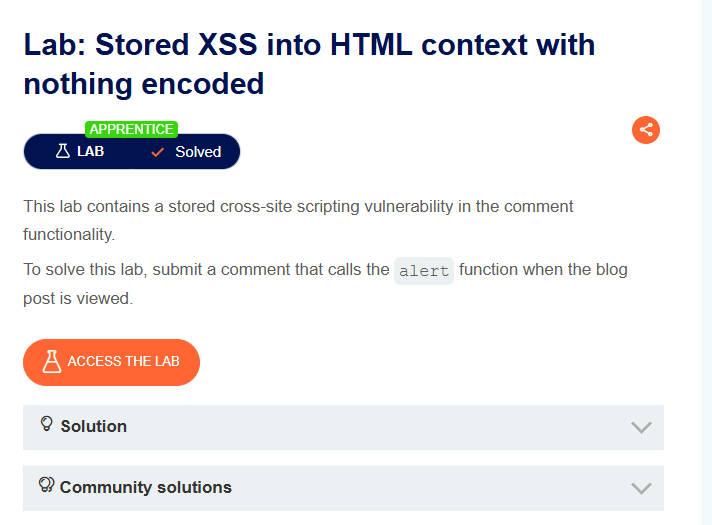 Lab: Stored XSS into HTML context with
nothing encoded
APPRENTICE
LAB
Solved
This lab contains a stored cross-site scripting vulnerability in the comment
functionality.
To solve this lab, submit a comment that calls the alert function when the blog
post is viewed.
ACCESS THE LAB
Solution
Community solutions